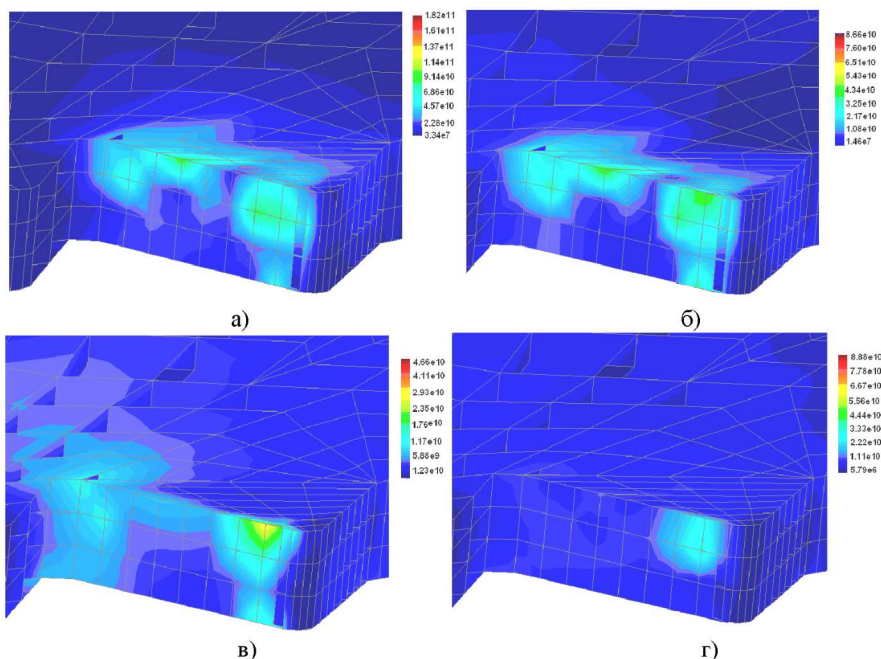 1.82e11
1.60e11
1.37e11
1.14e11
9.14e10
6.86e10
4.57e10
2.28e10
3.34e7
8.66e10
7.60e10
6.51e10
5.43e10
4.34e10
3.25e10
2.17e10
1.08e10
1.46e7
а)
б)
4.66e10
4.11e10
2.93e10
2.35e10
1.76e10
1.17e10
5.88e9
1.23e10
8.88e10
7.78e10
6.67e10
5.56e10
4.44e10
3.33e10
2.22e10
1.11e10
5.79e6
в)
г)